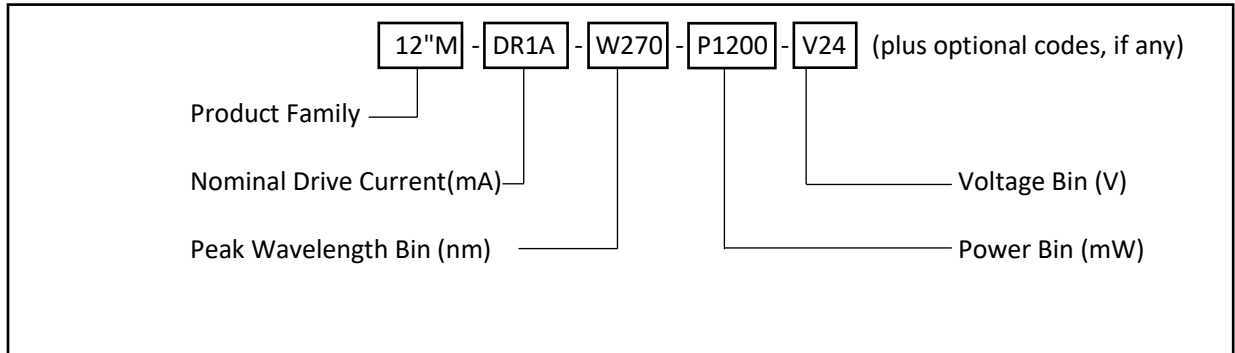 12"M - DR1A - W270 - P1200 - V24 (plus optional codes, if any)
Product Family
Nominal Drive Current(mA)
Voltage Bin (V)
Peak Wavelength Bin (nm)
Power Bin (mW)